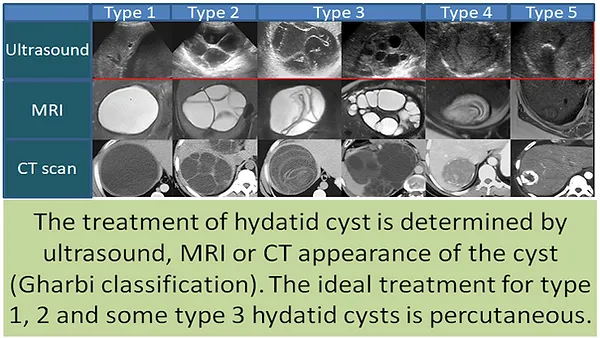 Type 1 Type 2 Type 3 Type 4 Type 5
Ultrasound
MRI
CT scan
The treatment of hydatid cyst is determined by
ultrasound, MRI or CT appearance of the cyst
(Gharbi classification). The ideal treatment for type
1, 2 and some type 3 hydatid cysts is percutaneous.